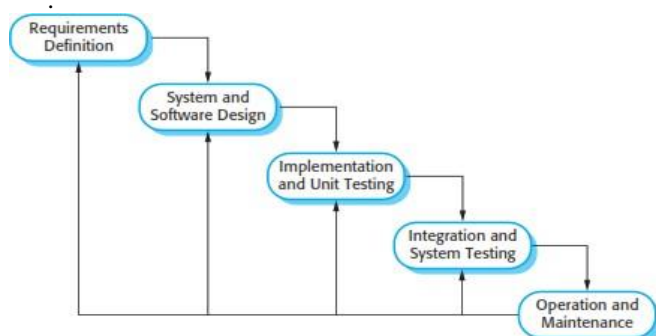 Requirements
Definition
System and
Software Design
Implementation
and Unit Testing
Integration and
System Testing
Operation and
Maintenance